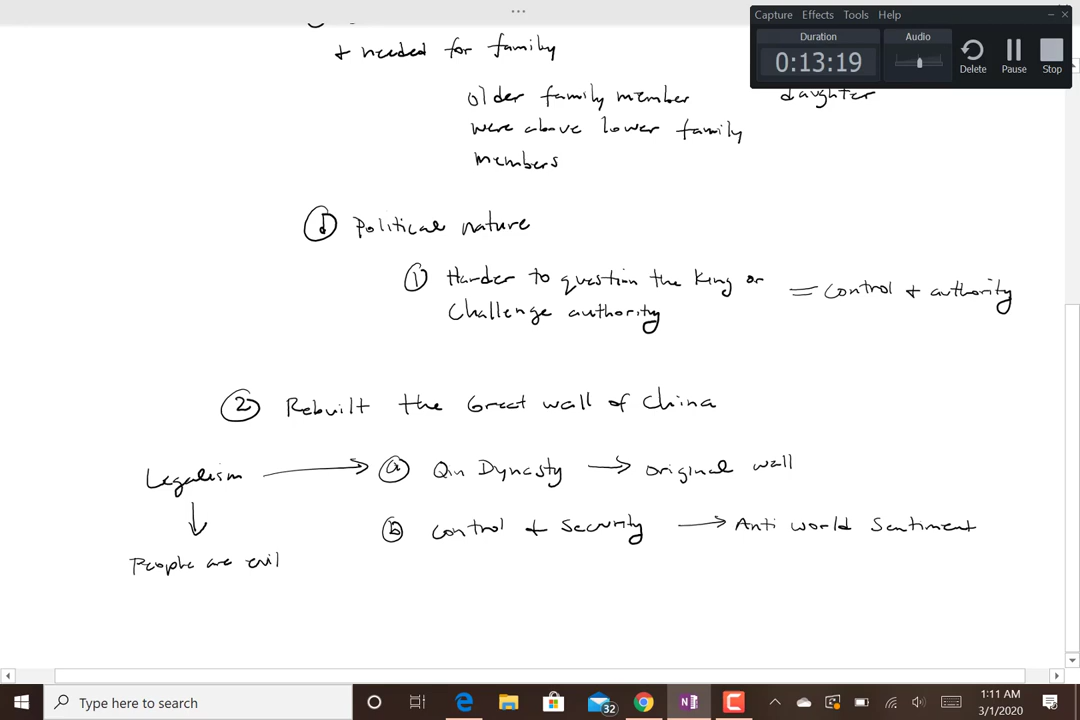 Capture Effects Tools Help
Duration
Audio
0:13:19
Delete Pause Stop
+ needed for family
older family member
were above lower family
members
daughter
d Political nature
1 Harder to question the King or
challenge authority
= control + authority
2 Rebuilt the Great wall of China
Legalism
a Qin Dynasty → original wall
b Control + Security → Anti world Sentiment
People are evil
Type here to search
32
1:11 AM
3/1/2020